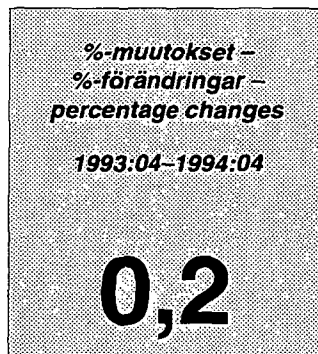 %-muutokset –
%-förändringar –
percentage changes
1993:04–1994:04
0,2